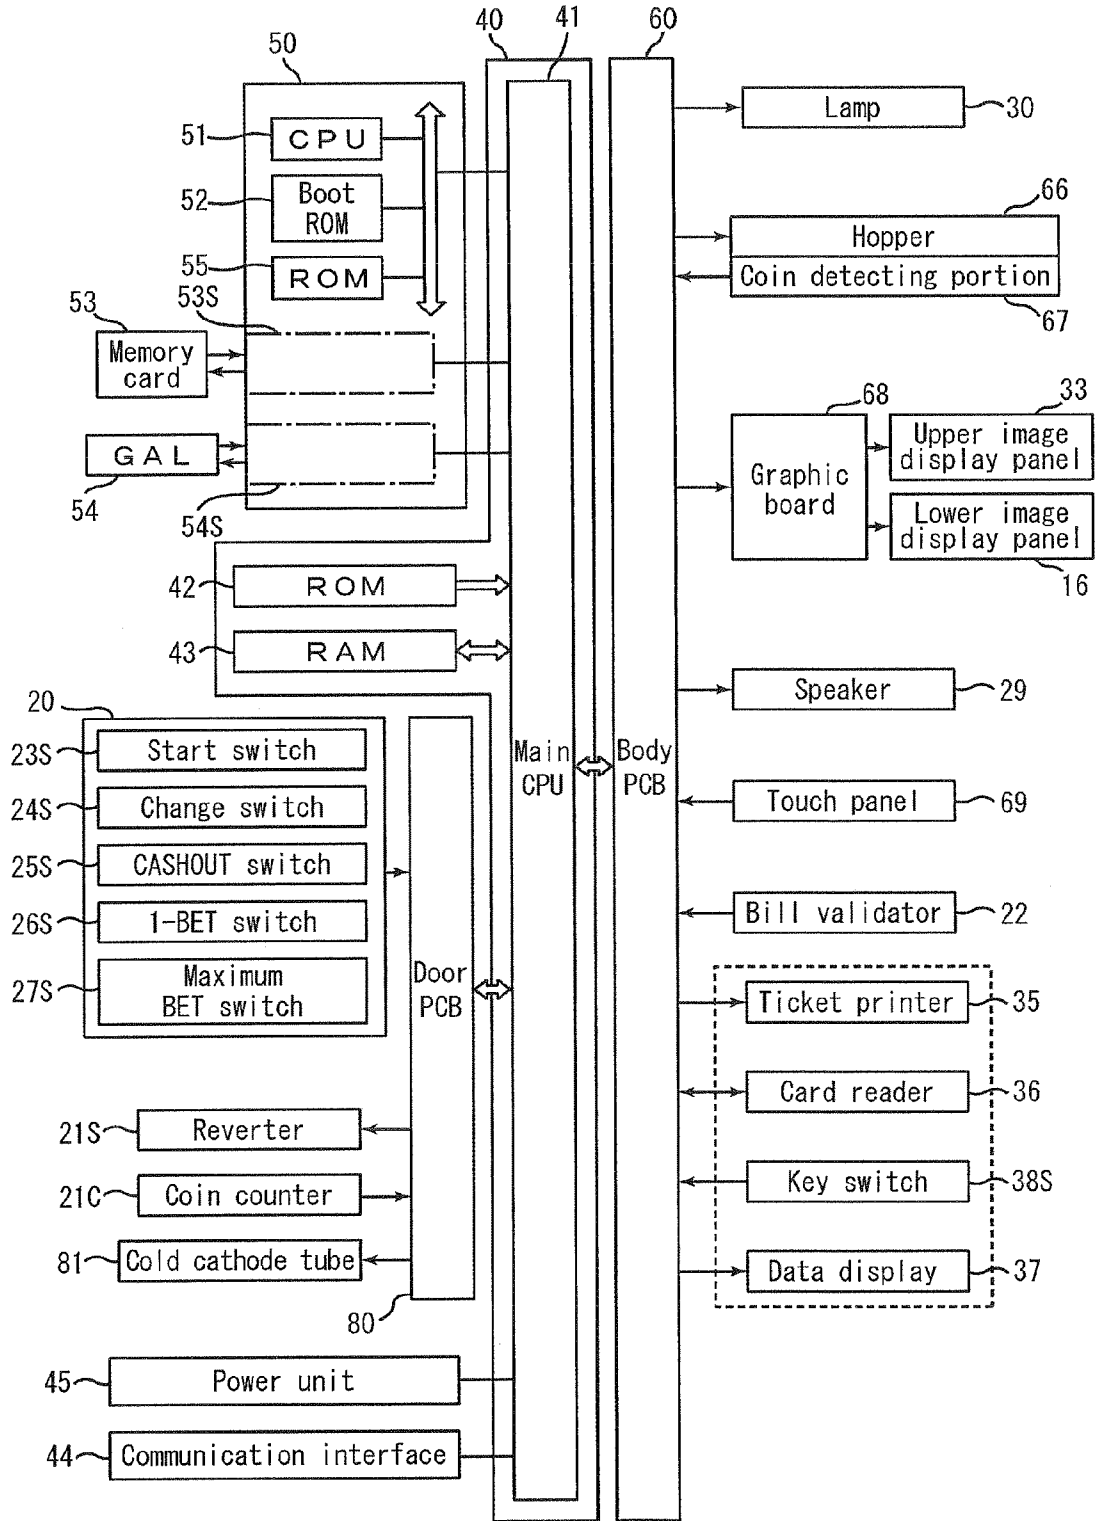 40
41
60
50
51
CPU
52
Boot
ROM
55
ROM
53S
53
Memory
card
GAL
54
54S
42
ROM
43
RAM
20
23S
Start switch
24S
Change switch
25S
CASHOUT switch
26S
1-BET switch
27S
Maximum
BET switch
Door
PCB
21S
Reverter
21C
Coin counter
81
Cold cathode tube
80
45
Power unit
44
Communication interface
Main
CPU
Body
PCB
Lamp
30
66
Hopper
Coin detecting portion
67
68
Graphic
board
33
Upper image
display panel
Lower image
display panel
16
Speaker
29
Touch panel
69
Bill validator
22
Ticket printer
35
Card reader
36
Key switch
38S
Data display
37